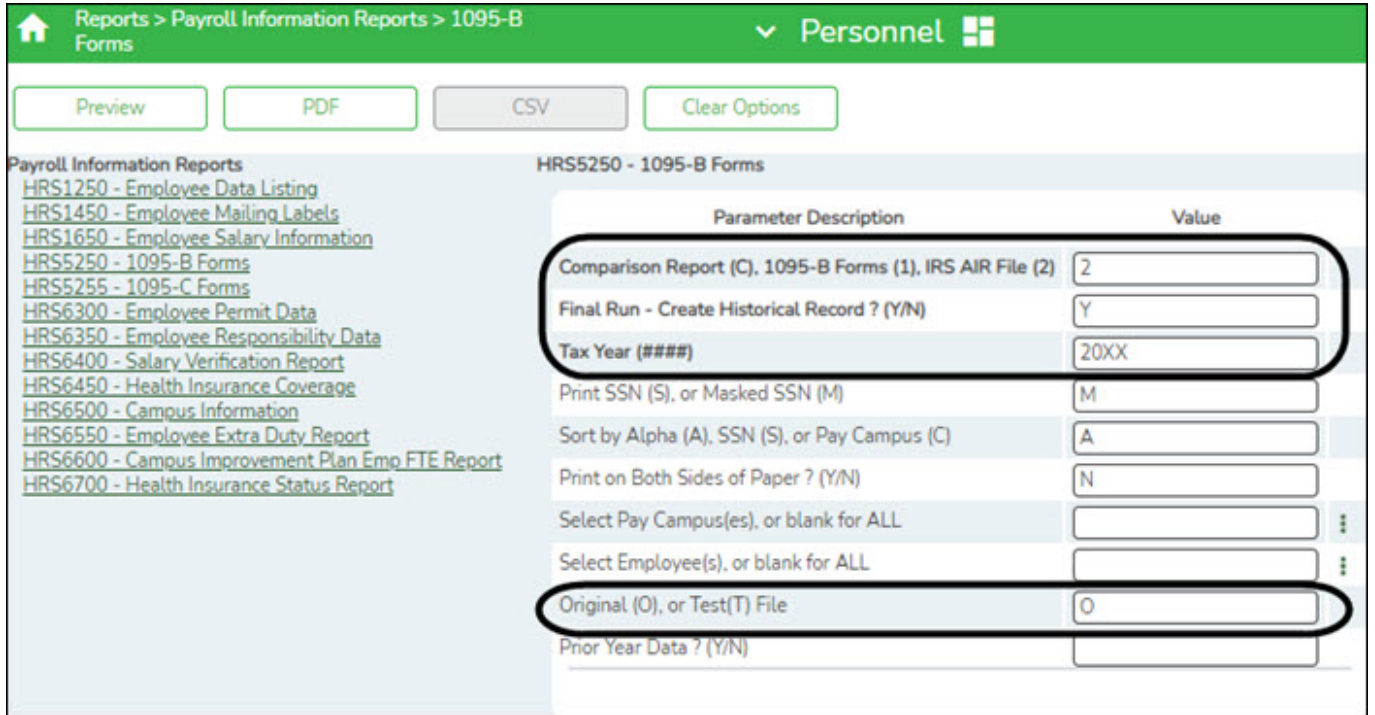 Reports > Payroll Information Reports > 1095-B
Forms
Personnel
Preview
PDF
CSV
Clear Options
Payroll Information Reports
HRS1250 - Employee Data Listing
HRS1450 - Employee Mailing Labels
HRS1650 - Employee Salary Information
HRS5250 - 1095-B Forms
HRS5255 - 1095-C Forms
HRS6300 - Employee Permit Data
HRS6350 - Employee Responsibility Data
HRS6400 - Salary Verification Report
HRS6450 - Health Insurance Coverage
HRS6500 - Campus Information
HRS6550 - Employee Extra Duty Report
HRS6600 - Campus Improvement Plan Emp FTE Report
HRS6700 - Health Insurance Status Report
HRS5250 - 1095-B Forms
Parameter Description Value
Comparison Report (C), 1095-B Forms (1), IRS AIR File (2) 2
Final Run - Create Historical Record ? (Y/N) Y
Tax Year (####) 20XX
Print SSN (S), or Masked SSN (M) M
Sort by Alpha (A), SSN (S), or Pay Campus (C) A
Print on Both Sides of Paper ? (Y/N) N
Select Pay Campus(es), or blank for ALL
Select Employee(s), or blank for ALL
Original (O), or Test(T) File O
Prior Year Data ? (Y/N)